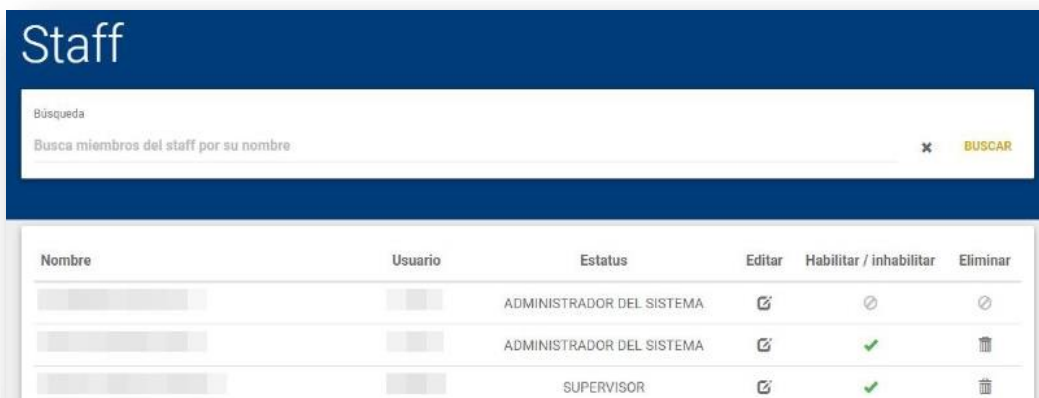 Staff
Búsqueda
Busca miembros del staff por su nombre
BUSCAR
Nombre Usuario Estatus Editar Habilitar / inhabilitar Eliminar
ADMINISTRADOR DEL SISTEMA
ADMINISTRADOR DEL SISTEMA
SUPERVISOR